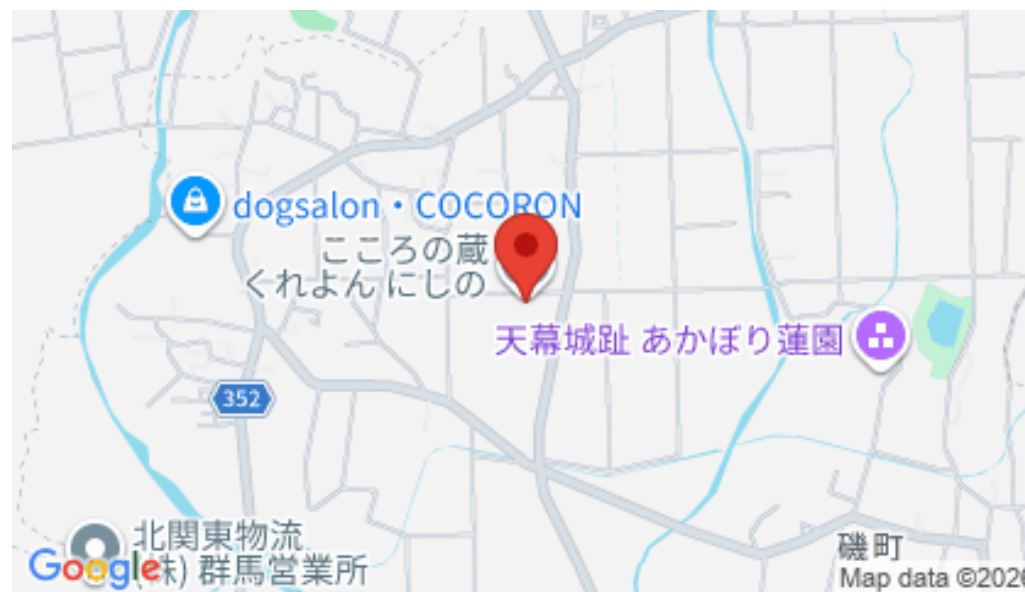 dogsalon・COCORON
こころの蔵
くれよん にしの
天幕城趾 あかぼり蓮園
352
北関東物流
(株) 群馬営業所
磯町
Google
Map data ©2026